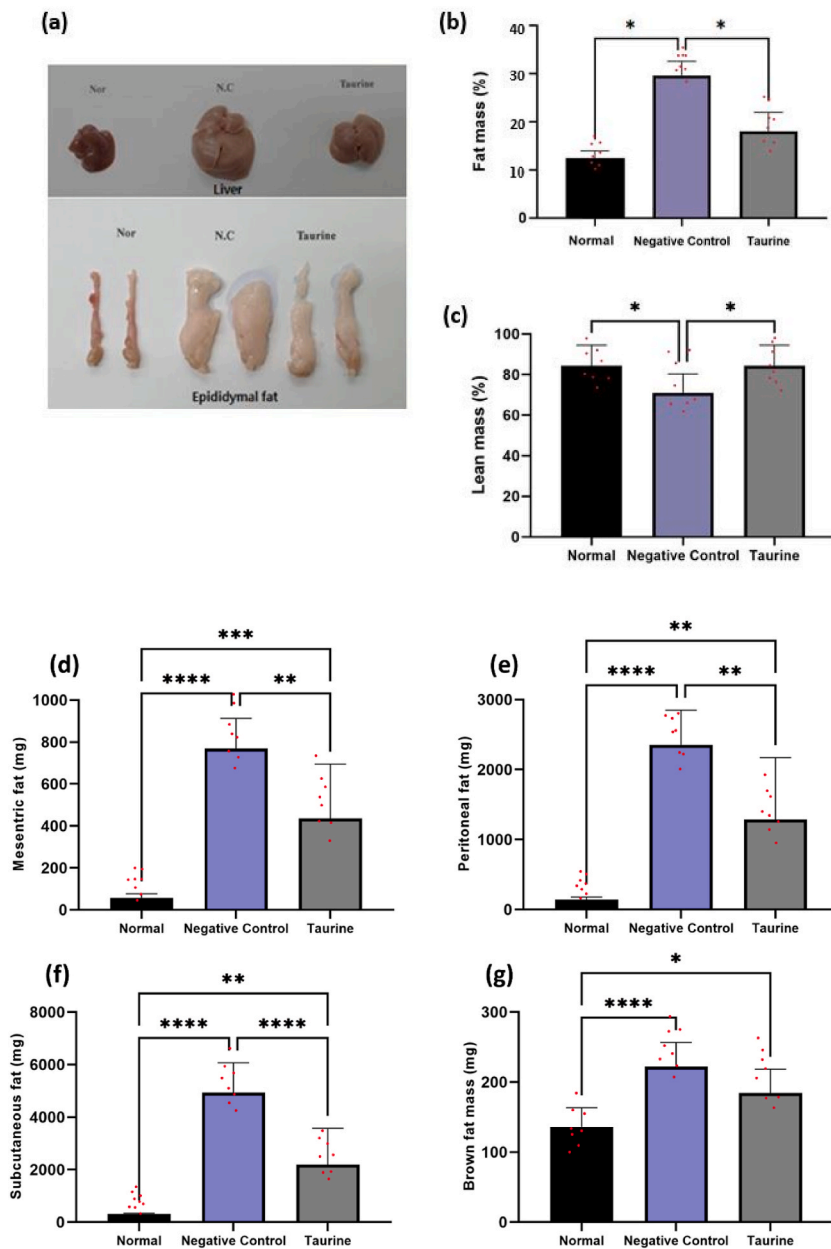 (a)
Nor
N.C
Taurine
Liver
Nor
N.C
Taurine
Epididymal fat
(b)
* *
Fat mass (%)
40
30
20
10
0
Normal Negative Control Taurine
(c)
* *
Lean mass (%)
100
80
60
40
20
0
Normal Negative Control Taurine
(d)
***
**** **
Mesentric fat (mg)
1000
800
600
400
200
0
Normal Negative Control Taurine
(e)
**
**** **
Peritoneal fat (mg)
3000
2000
1000
0
Normal Negative Control Taurine
(f)
**
**** ****
Subcutaneous fat (mg)
8000
6000
4000
2000
0
Normal Negative Control Taurine
(g)
*
****
Brown fat mass (mg)
300
200
100
0
Normal Negative Control Taurine